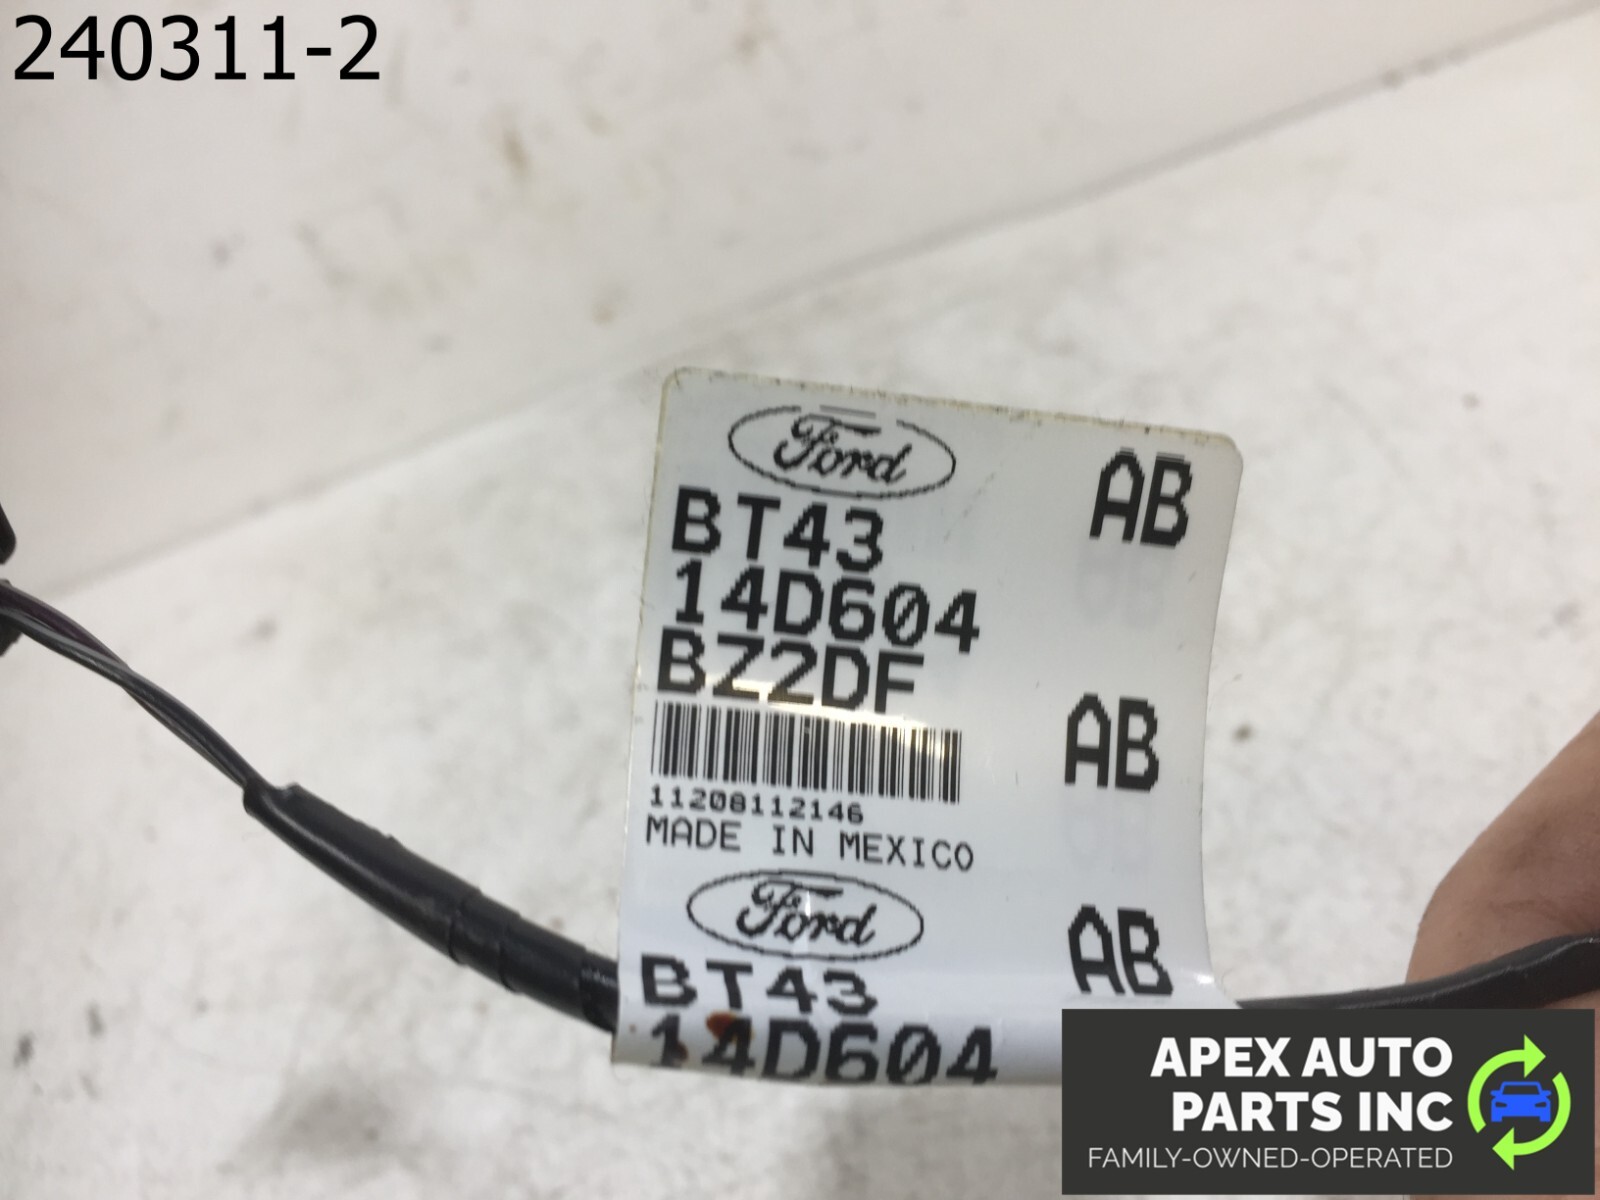 240311-2
Ford
AB
BT43
14D604
BZ2DF
AB
11208112146
MADE IN MEXICO
Ford
AB
BT43
14D604
APEX AUTO
PARTS INC
FAMILY-OWNED-OPERATED